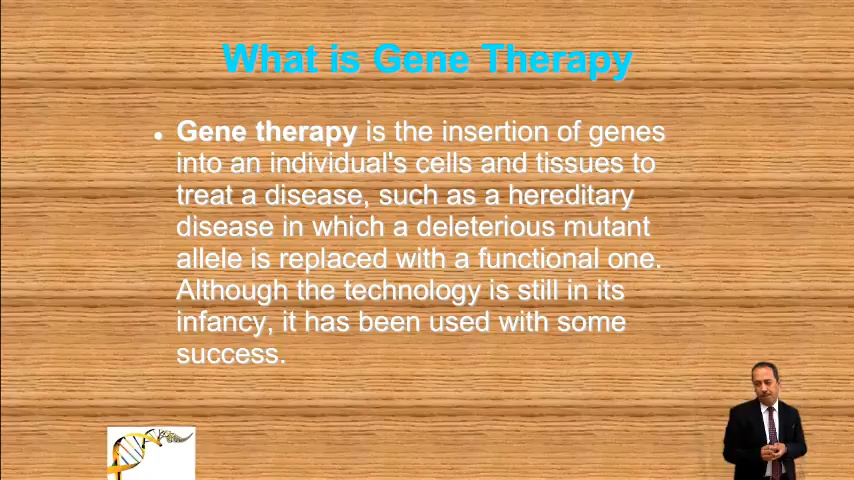 What is Gene Therapy
• Gene therapy is the insertion of genes
into an individual's cells and tissues to
treat a disease, such as a hereditary
disease in which a deleterious mutant
allele is replaced with a functional one.
Although the technology is still in its
infancy, it has been used with some
success.